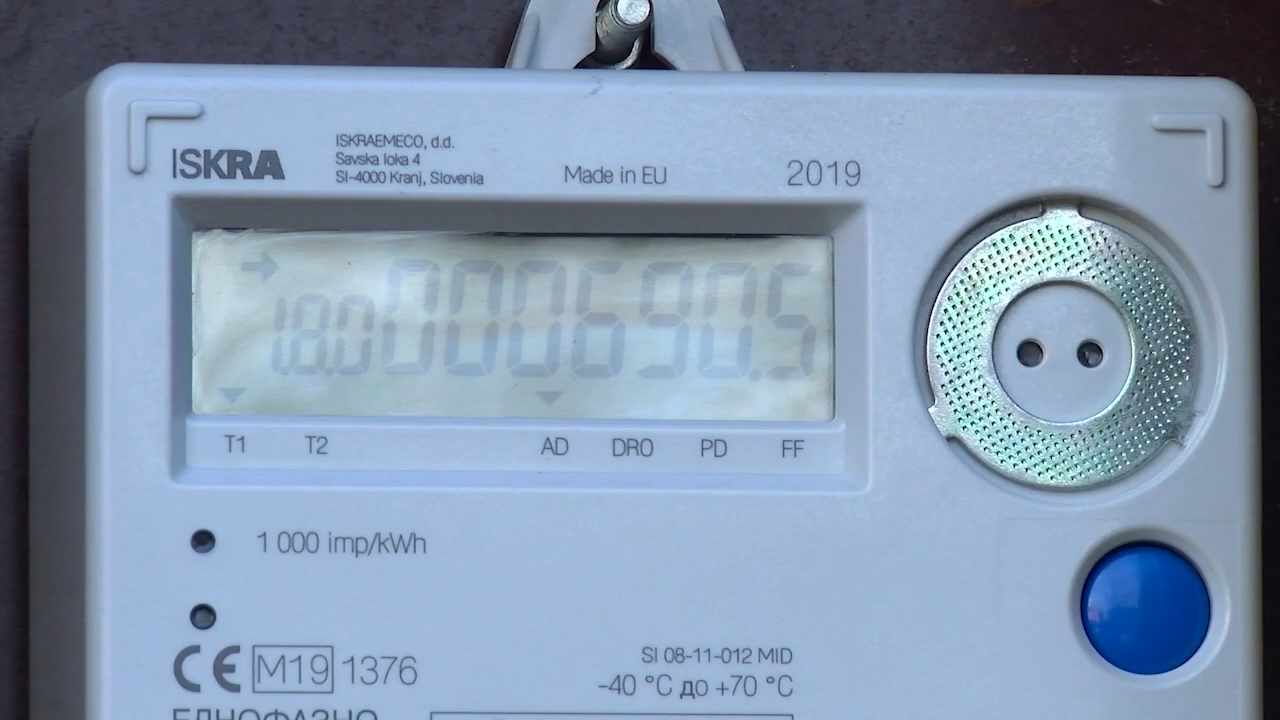 ISKRA
ISKRAEMECO, d.d.
Savska loka 4
SI-4000 Kranj, Slovenia
Made in EU
2019
1.8.0 000690.5
T1 T2 AD DRO PD FF
1 000 imp/kWh
CE M19 1376
SI 08-11-012 MID
-40 °C до +70 °C
ЕДНОФАЗНО